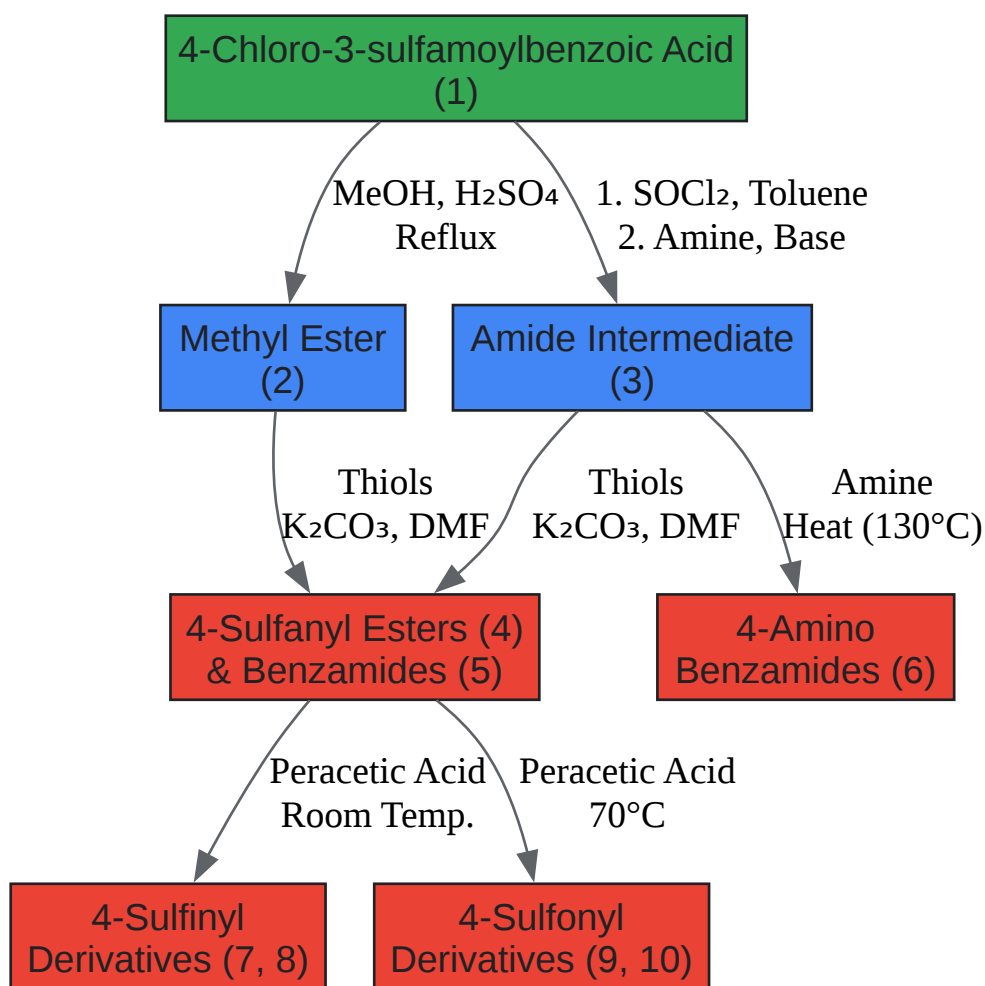 4-Chloro-3-sulfamoylbenzoic Acid
(1)
MeOH, H₂SO₄
Reflux
1. SOCl₂, Toluene
2. Amine, Base
Methyl Ester
(2)
Amide Intermediate
(3)
Thiols
K₂CO₃, DMF
Thiols
K₂CO₃, DMF
Amine
Heat (130°C)
4-Sulfanyl Esters (4)
& Benzamides (5)
4-Amino
Benzamides (6)
Peracetic Acid
Room Temp.
Peracetic Acid
70°C
4-Sulfinyl
Derivatives (7, 8)
4-Sulfonyl
Derivatives (9, 10)